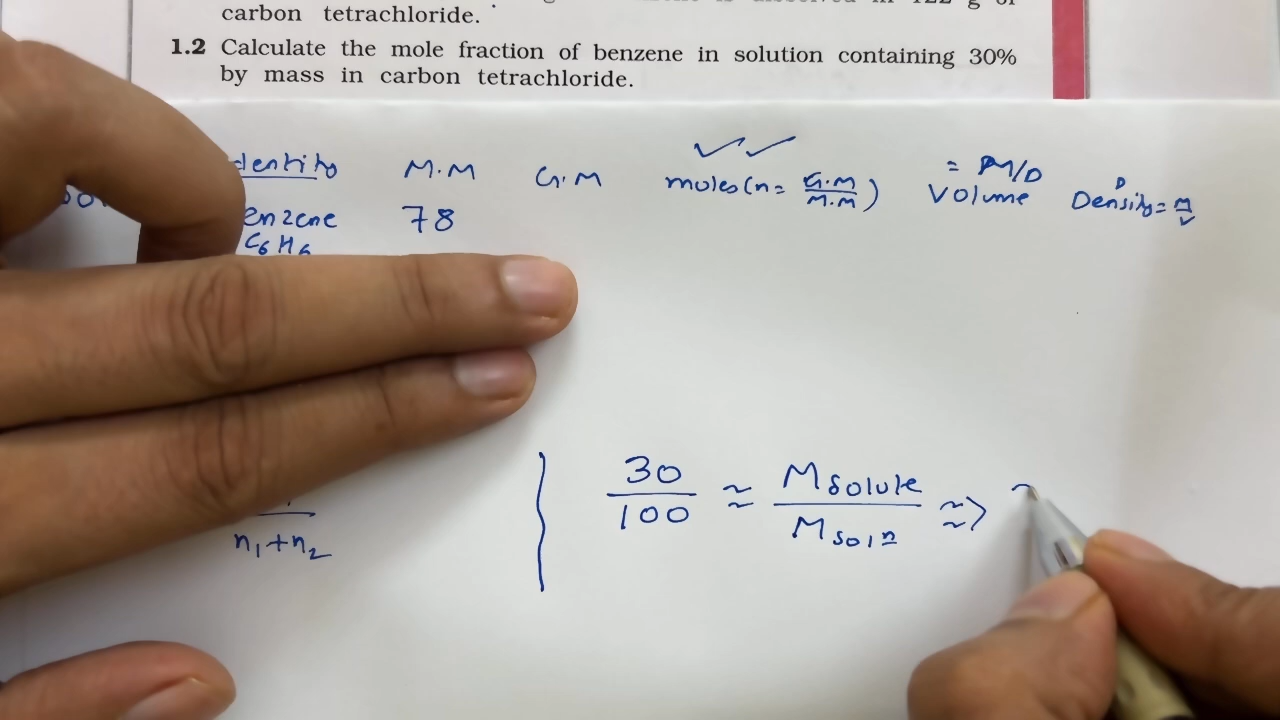 carbon tetrachloride.
1.2 Calculate the mole fraction of benzene in solution containing 30%
by mass in carbon tetrachloride.
dentity M.M G.M moles(n = G.M/M.M) Volume = M/D Density = M/V
enzene 78
C6H6
n1+n2
30/100 ≈ Msolute/Msoln ≈>